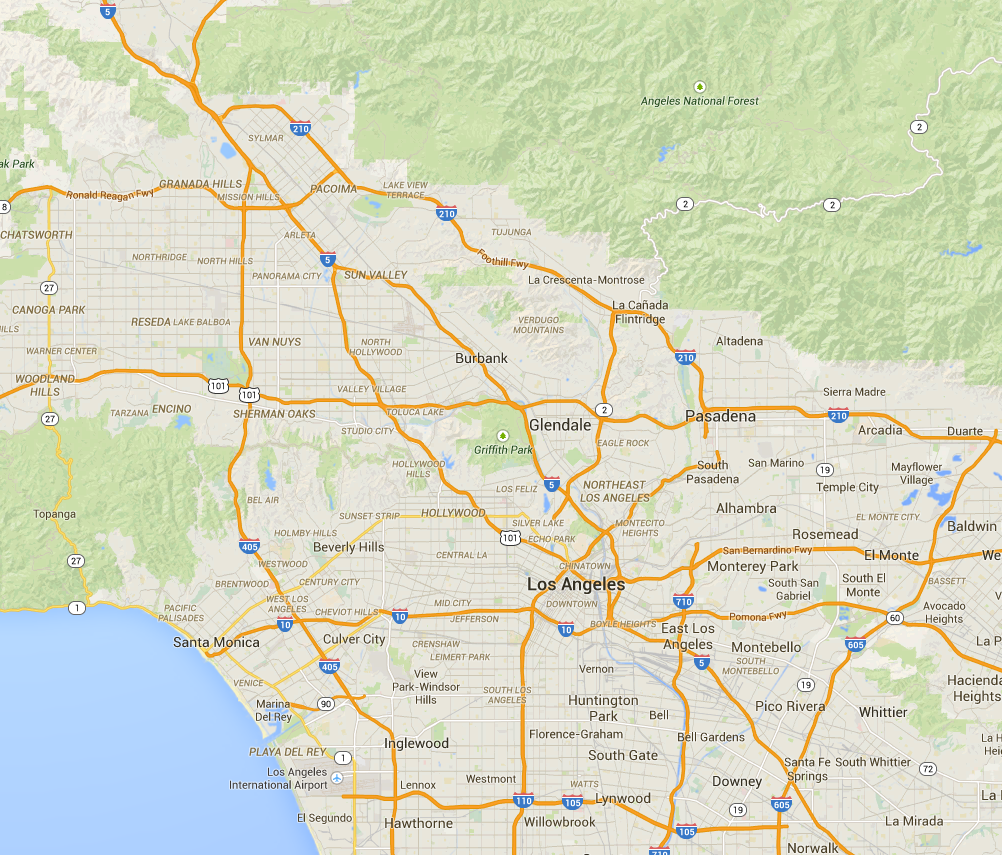 5
Angeles National Forest
210
2
SYLMAR
ak Park
GRANADA HILLS
Ronald Reagan Fwy
MISSION HILLS
PACOIMA
LAKE VIEW
TERRACE
8
210
2
2
CHATSWORTH
ARLETA
TUJUNGA
NORTHRIDGE
NORTH HILLS
5
Foothill Fwy
PANORAMA CITY
SUN VALLEY
La Crescenta-Montrose
27
CANOGA PARK
RESEDA
LAKE BALBOA
La Cañada
Flintridge
VERDUGO
MOUNTAINS
HILLS
VAN NUYS
NORTH
HOLLYWOOD
Altadena
WARNER CENTER
Burbank
210
WOODLAND
HILLS
101
101
VALLEY VILLAGE
Sierra Madre
TARZANA
ENCINO
SHERMAN OAKS
TOLUCA LAKE
2
Pasadena
210
27
STUDIO CITY
Glendale
Arcadia
Duarte
Griffith Park
EAGLE ROCK
HOLLYWOOD
HILLS
South
Pasadena
San Marino
19
Mayflower
Village
Temple City
BEL AIR
LOS FELIZ
5
NORTHEAST
LOS ANGELES
Topanga
SUNSET STRIP
HOLLYWOOD
SILVER LAKE
MONTECITO
HEIGHTS
Alhambra
EL MONTE CITY
Baldwin
HOLMBY HILLS
101
ECHO PARK
Rosemead
405
Beverly Hills
CENTRAL LA
San Bernardino Fwy
El Monte
We
27
WESTWOOD
CHINATOWN
Monterey Park
BRENTWOOD
CENTURY CITY
Los Angeles
South San
Gabriel
South El
Monte
BASSETT
V
1
PACIFIC
PALISADES
WEST LOS
ANGELES
CHEVIOT HILLS
MID CITY
DOWNTOWN
710
Avocado
Heights
10
10
JEFFERSON
10
BOYLE HEIGHTS
Pomona Fwy
60
Santa Monica
Culver City
CRENSHAW
East Los
Angeles
Montebello
605
La P
LEIMERT PARK
405
Vernon
5
SOUTH
MONTEBELLO
VENICE
View
Park-Windsor
Hills
SOUTH LOS
ANGELES
19
Hacienda
Heights
Marina
Del Rey
90
Huntington
Park
Bell
Pico Rivera
Whittier
Inglewood
Florence-Graham
Bell Gardens
La H
Hei
PLAYA DEL REY
1
South Gate
Santa Fe
Springs
South Whittier
72
Los Angeles
International Airport
Lennox
Westmont
WATTS
Downey
La
110
105
Lynwood
605
El Segundo
Hawthorne
Willowbrook
19
105
La Mirada
710
Norwalk